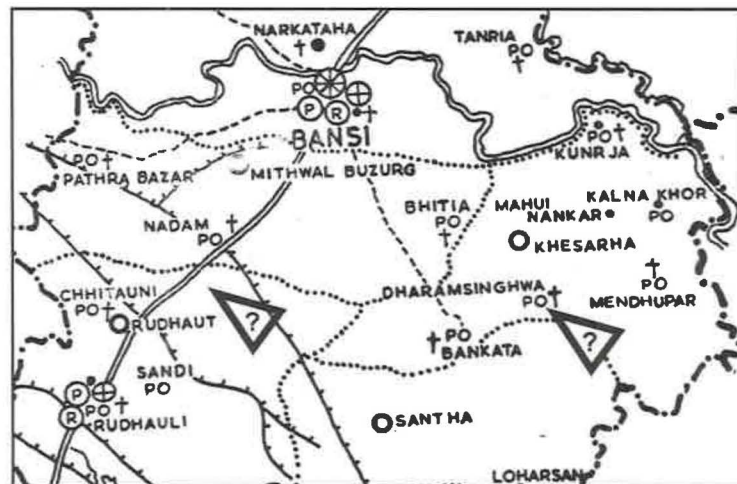 NARKATAHA
TANRIA
PO
PO
P
R
BANSI
PO
PO
KUNRJA
PATHRA BAZAR
MITHWAL BUZURG
MAHUI
KALNA
KHOR
BHITIA
NANKAR
PO
NADAM
PO
PO
KHESARHA
CHHITAUNI
DHARAMSINGHWA
PO
PO
MENDHUPAR
PO
RUDHAUT
?
?
PO
BANKATA
SANDI
PO
P
PO
R
RUDHAULI
SANTHA
LOHARSAN